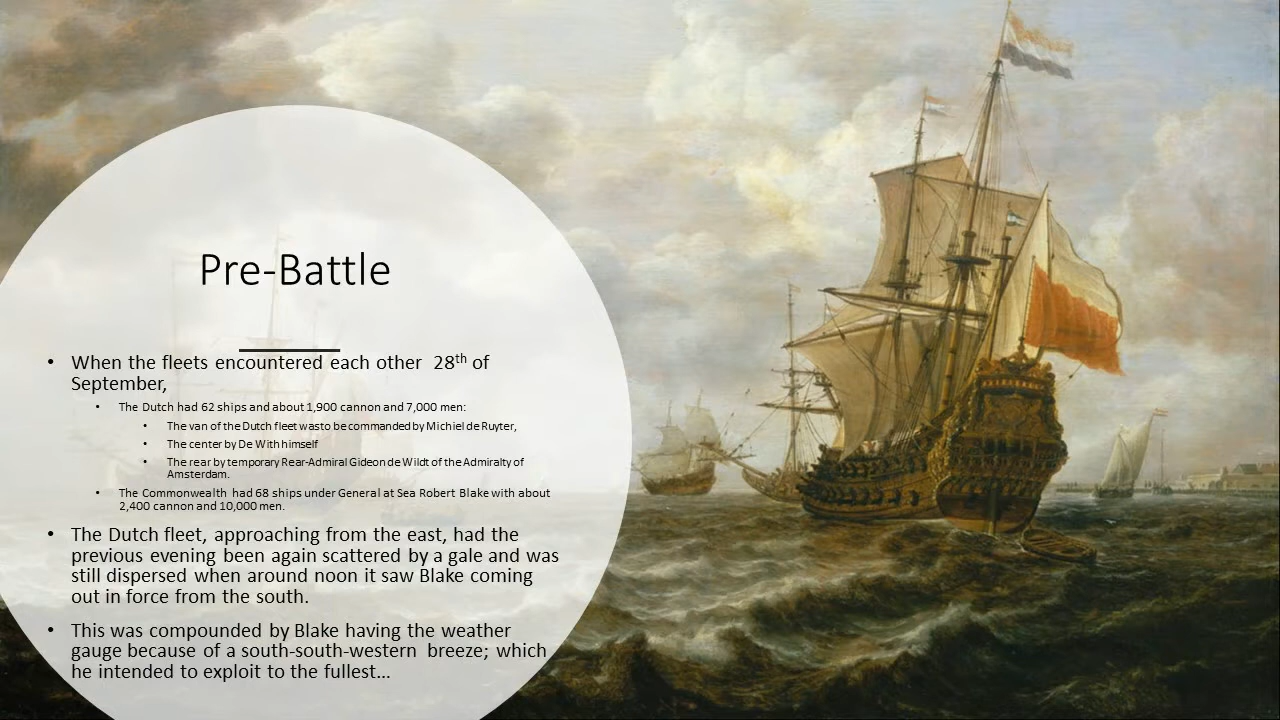 Pre-Battle
• When the fleets encountered each other 28th of
September,
• The Dutch had 62 ships and about 1,900 cannon and 7,000 men:
• The van of the Dutch fleet was to be commanded by Michiel de Ruyter,
• The center by De With himself
• The rear by temporary Rear-Admiral Gideon de Wildt of the Admiralty of
Amsterdam.
• The Commonwealth had 68 ships under General at Sea Robert Blake with about
2,400 cannon and 10,000 men.
• The Dutch fleet, approaching from the east, had the
previous evening been again scattered by a gale and was
still dispersed when around noon it saw Blake coming
out in force from the south.
• This was compounded by Blake having the weather
gauge because of a south-south-western breeze; which
he intended to exploit to the fullest...